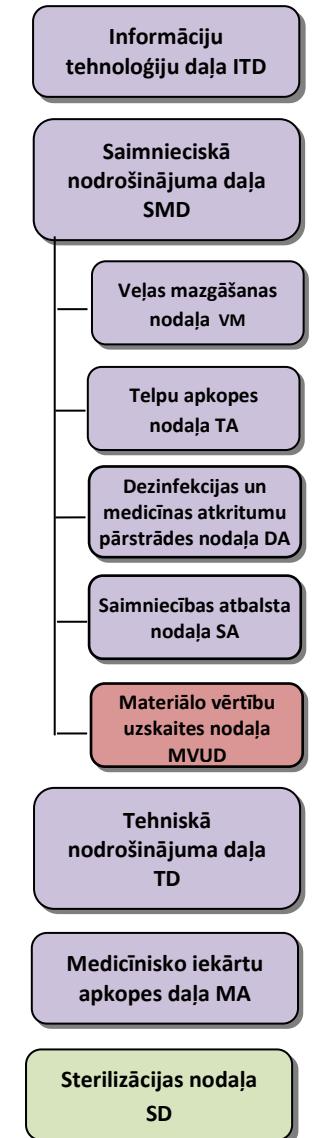 Informāciju
tehnoloģiju daļa ITD
Saimnieciskā
nodrošinājuma daļa
SMD
Veļas mazgāšanas
nodaļa VM
Telpu apkopes
nodaļa TA
Dezinfekcijas un
medicīnas atkritumu
pārstrādes nodaļa DA
Saimniecības atbalsta
nodaļa SA
Materiālo vērtību
uzskaites nodaļa
MVUD
Tehniskā
nodrošinājuma daļa
TD
Medicīnisko iekārtu
apkopes daļa MA
Sterilizācijas nodaļa
SD